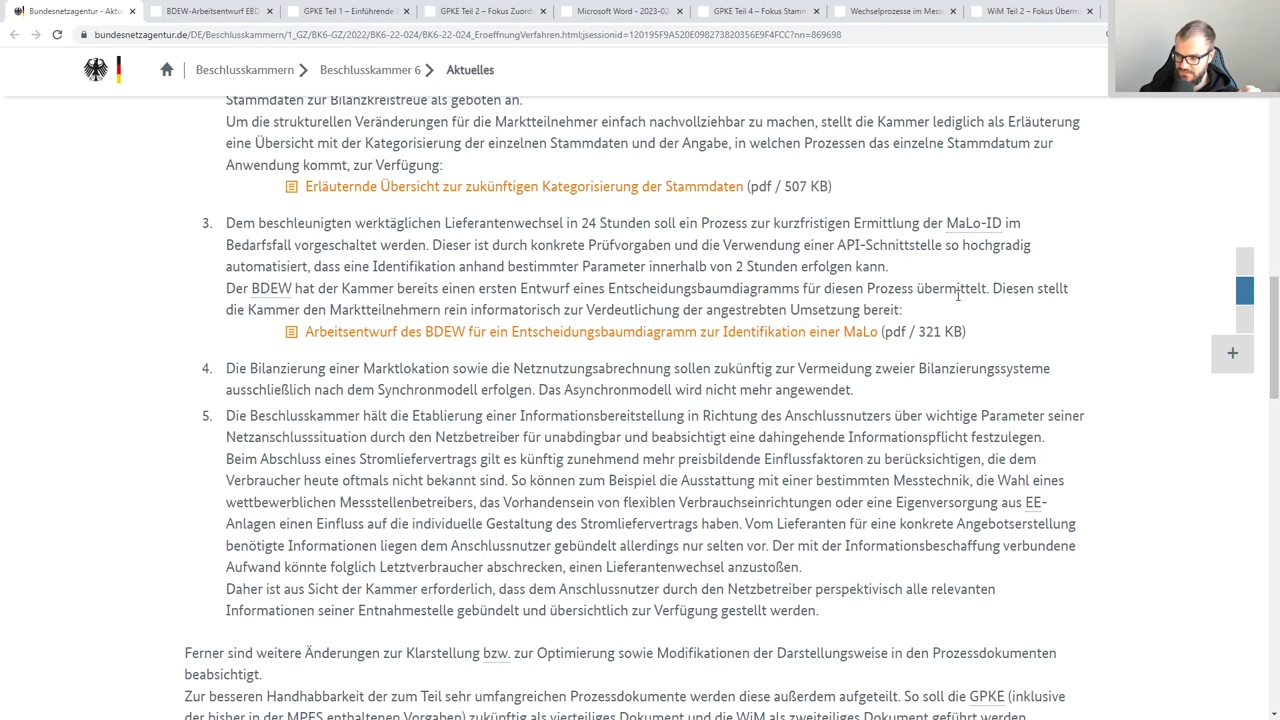 Bundesnetzagentur - Aktu
BDEW-Arbeitsentwurf EBD
GPKE Teil 1 – Einführende
GPKE Teil 2 – Fokus Zuord
Microsoft Word - 2023-02
GPKE Teil 4 – Fokus Stamm
Wechselprozesse im Mess
WiM Teil 2 – Fokus Überm
bundesnetzagentur.de/DE/Beschlusskammern/1_GZ/BK6-GZ/2022/BK6-22-024/BK6-22-024_EroeffnungVerfahren.html;jsessionid=120195F9A520E098273820356E9F4FCC?nn=869698
Beschlusskammern
Beschlusskammer 6
Aktuelles
Stammdaten zur Bilanzkreistreue als geboten an.
Um die strukturellen Veränderungen für die Marktteilnehmer einfach nachvollziehbar zu machen, stellt die Kammer lediglich als Erläuterung
eine Übersicht mit der Kategorisierung der einzelnen Stammdaten und der Angabe, in welchen Prozessen das einzelne Stammdatum zur
Anwendung kommt, zur Verfügung:
Erläuternde Übersicht zur zukünftigen Kategorisierung der Stammdaten (pdf / 507 KB)
3. Dem beschleunigten werktäglichen Lieferantenwechsel in 24 Stunden soll ein Prozess zur kurzfristigen Ermittlung der MaLo-ID im
Bedarfsfall vorgeschaltet werden. Dieser ist durch konkrete Prüfvorgaben und die Verwendung einer API-Schnittstelle so hochgradig
automatisiert, dass eine Identifikation anhand bestimmter Parameter innerhalb von 2 Stunden erfolgen kann.
Der BDEW hat der Kammer bereits einen ersten Entwurf eines Entscheidungsbaumdiagramms für diesen Prozess übermittelt. Diesen stellt
die Kammer den Marktteilnehmern rein informatorisch zur Verdeutlichung der angestrebten Umsetzung bereit:
Arbeitsentwurf des BDEW für ein Entscheidungsbaumdiagramm zur Identifikation einer MaLo (pdf / 321 KB)
4. Die Bilanzierung einer Marktlokation sowie die Netznutzungsabrechnung sollen zukünftig zur Vermeidung zweier Bilanzierungssysteme
ausschließlich nach dem Synchronmodell erfolgen. Das Asynchronmodell wird nicht mehr angewendet.
5. Die Beschlusskammer hält die Etablierung einer Informationsbereitstellung in Richtung des Anschlussnutzers über wichtige Parameter seiner
Netzanschlusssituation durch den Netzbetreiber für unabdingbar und beabsichtigt eine dahingehende Informationspflicht festzulegen.
Beim Abschluss eines Stromliefervertrags gilt es künftig zunehmend mehr preisbildende Einflussfaktoren zu berücksichtigen, die dem
Verbraucher heute oftmals nicht bekannt sind. So können zum Beispiel die Ausstattung mit einer bestimmten Messtechnik, die Wahl eines
wettbewerblichen Messstellenbetreibers, das Vorhandensein von flexiblen Verbrauchseinrichtungen oder eine Eigenversorgung aus EE-
Anlagen einen Einfluss auf die individuelle Gestaltung des Stromliefervertrags haben. Vom Lieferanten für eine konkrete Angebotserstellung
benötigte Informationen liegen dem Anschlussnutzer gebündelt allerdings nur selten vor. Der mit der Informationsbeschaffung verbundene
Aufwand könnte folglich Letztverbraucher abschrecken, einen Lieferantenwechsel anzustoßen.
Daher ist aus Sicht der Kammer erforderlich, dass dem Anschlussnutzer durch den Netzbetreiber perspektivisch alle relevanten
Informationen seiner Entnahmestelle gebündelt und übersichtlich zur Verfügung gestellt werden.
Ferner sind weitere Änderungen zur Klarstellung bzw. zur Optimierung sowie Modifikationen der Darstellungsweise in den Prozessdokumenten
beabsichtigt.
Zur besseren Handhabbarkeit der zum Teil sehr umfangreichen Prozessdokumente werden diese außerdem aufgeteilt. So soll die GPKE (inklusive
der bisher in der MPES enthaltenen Vorgaben) zukünftig als vierteiliges Dokument und die WiM als zweiteiliges Dokument geführt werden